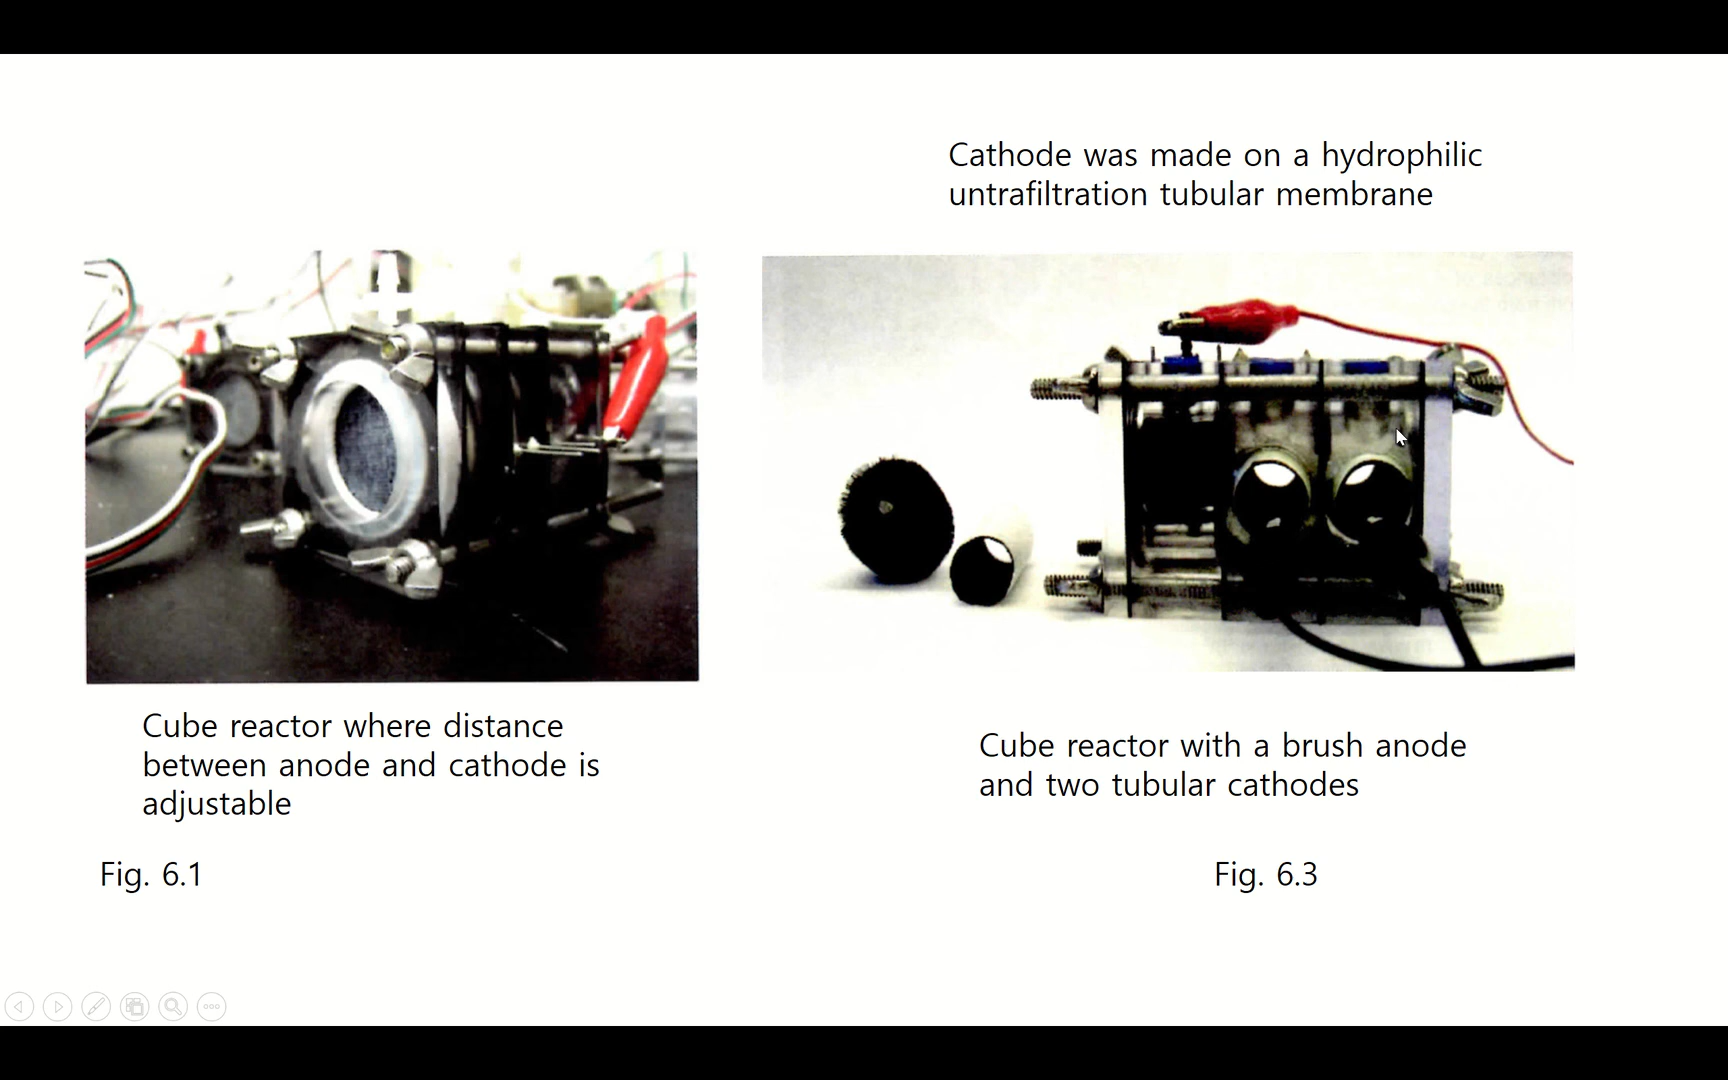 Cathode was made on a hydrophilic
untrafiltration tubular membrane
Cube reactor where distance
between anode and cathode is
adjustable
Cube reactor with a brush anode
and two tubular cathodes
Fig. 6.1
Fig. 6.3